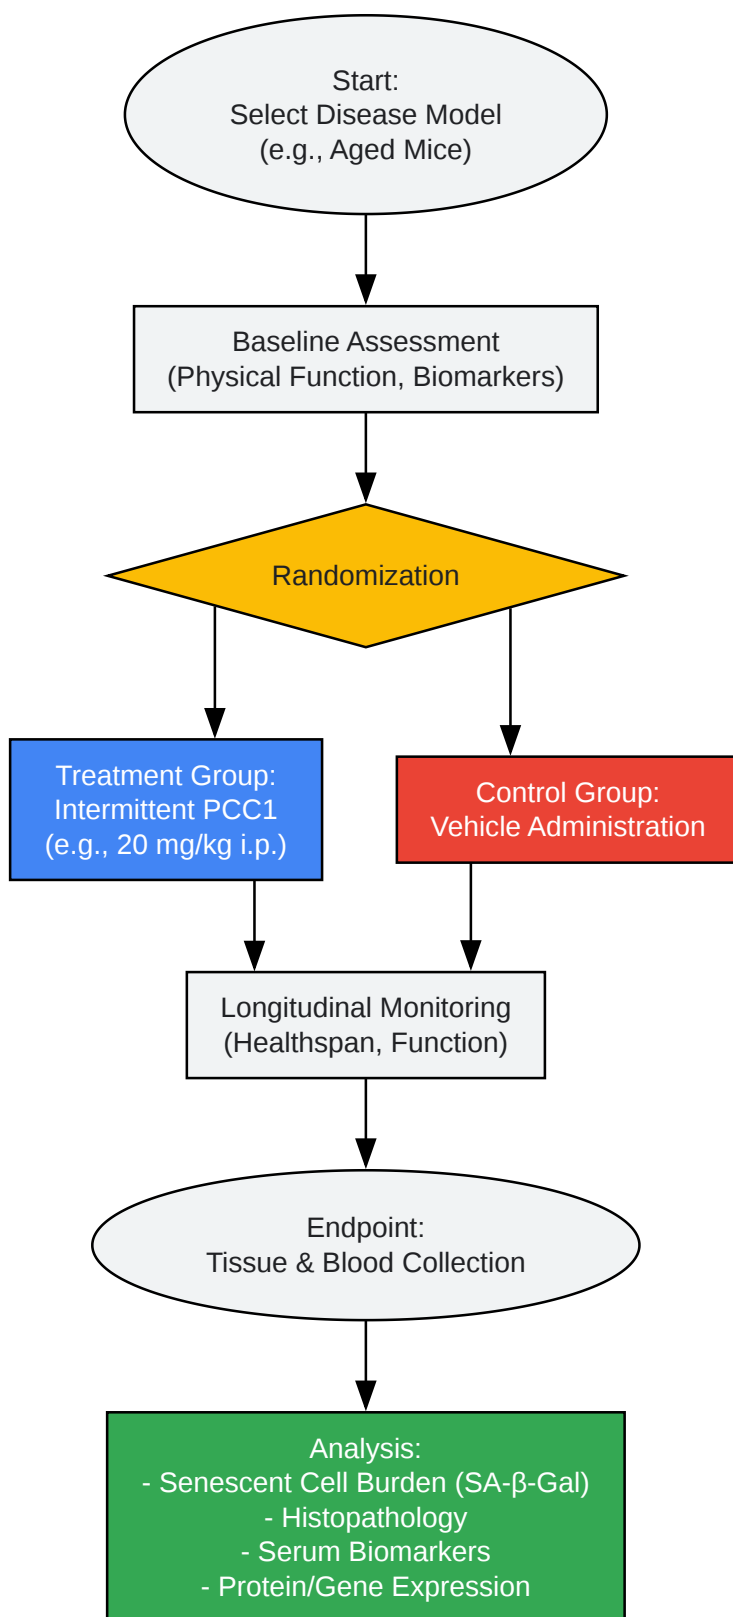 Start:
Select Disease Model
(e.g., Aged Mice)
Baseline Assessment
(Physical Function, Biomarkers)
Randomization
Treatment Group:
Intermittent PCC1
(e.g., 20 mg/kg i.p.)
Control Group:
Vehicle Administration
Longitudinal Monitoring
(Healthspan, Function)
Endpoint:
Tissue & Blood Collection
Analysis:
- Senescent Cell Burden (SA-β-Gal)
- Histopathology
- Serum Biomarkers
- Protein/Gene Expression